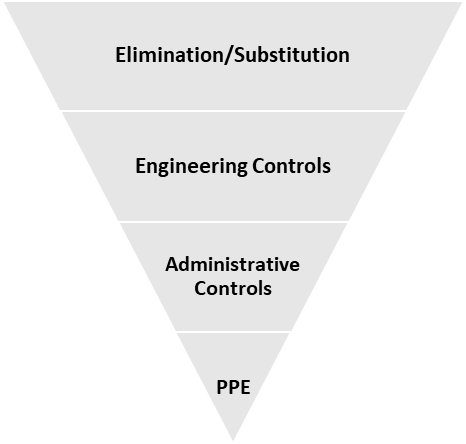 Elimination/Substitution
Engineering Controls
Administrative
Controls
PPE